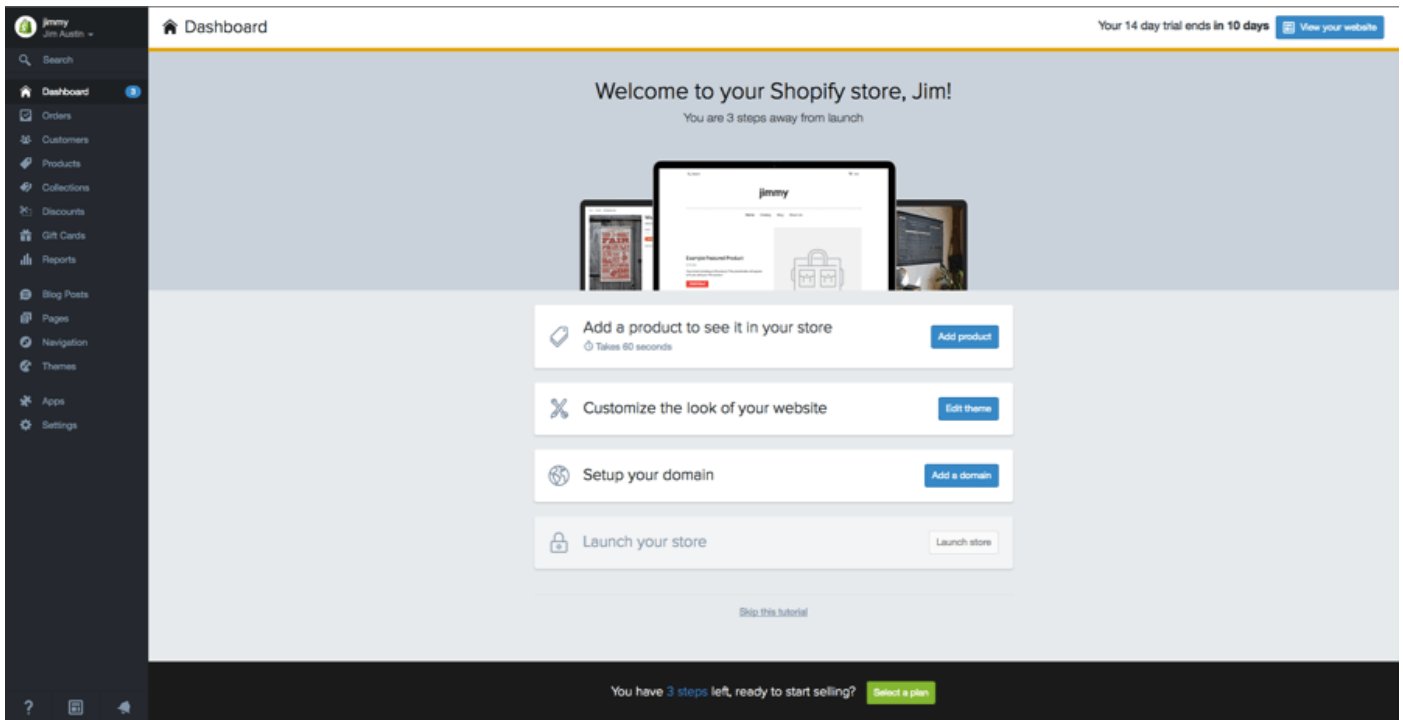 jimmy
Jim Austin
Search
Dashboard 3
Orders
Customers
Products
Collections
Discounts
Gift Cards
Reports
Blog Posts
Pages
Navigation
Themes
Apps
Settings
?
Dashboard
Your 14 day trial ends in 10 days
View your website
Welcome to your Shopify store, Jim!
You are 3 steps away from launch
jimmy
Example Featured Product
FAIR
Add a product to see it in your store
Takes 60 seconds
Add product
Customize the look of your website
Edit theme
Setup your domain
Add a domain
Launch your store
Launch store
Skip this tutorial
You have 3 steps left, ready to start selling?
Select a plan